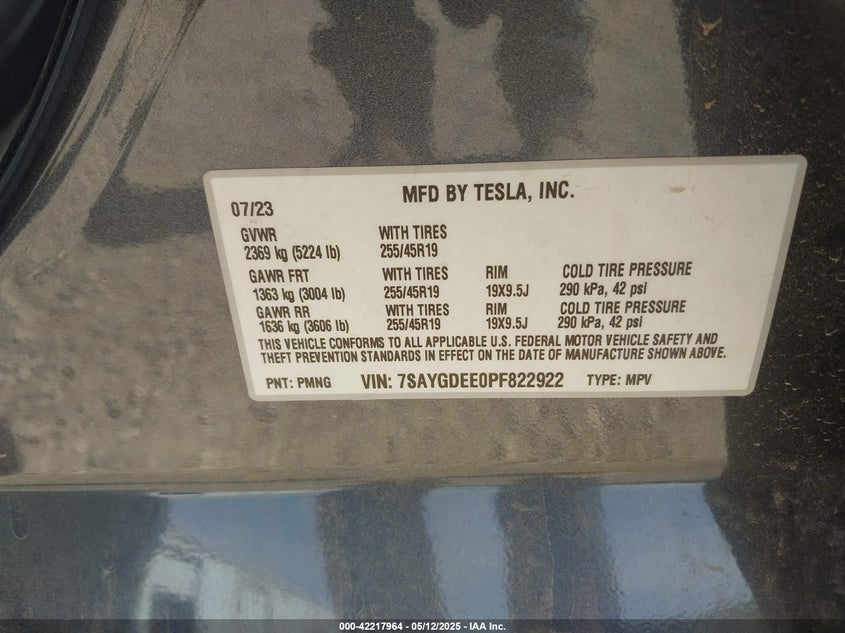 MFD BY TESLA, INC.
07/23
GVWR WITH TIRES
2369 kg (5224 lb) 255/45R19
GAWR FRT WITH TIRES RIM COLD TIRE PRESSURE
1363 kg (3004 lb) 255/45R19 19X9.5J 290 kPa, 42 psi
GAWR RR WITH TIRES RIM COLD TIRE PRESSURE
1636 kg (3606 lb) 255/45R19 19X9.5J 290 kPa, 42 psi
THIS VEHICLE CONFORMS TO ALL APPLICABLE U.S. FEDERAL MOTOR VEHICLE SAFETY AND
THEFT PREVENTION STANDARDS IN EFFECT ON THE DATE OF MANUFACTURE SHOWN ABOVE.
PNT: PMNG VIN: 7SAYGDEE0PF822922 TYPE: MPV
000-42217964 - 05/12/2025 - IAA Inc.